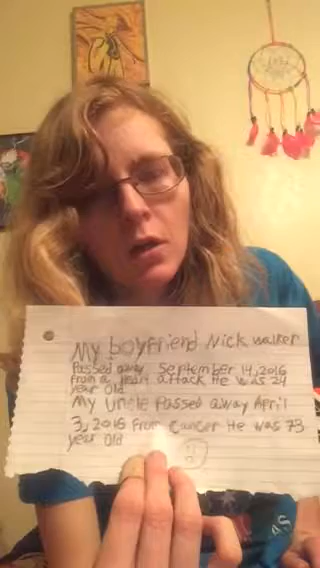 My boyfriend Nick walker
Passed away September 14, 2016
From a heart attack He was 24
year old
My uncle Passed away April
3, 2016 From cancer He was 73
year old